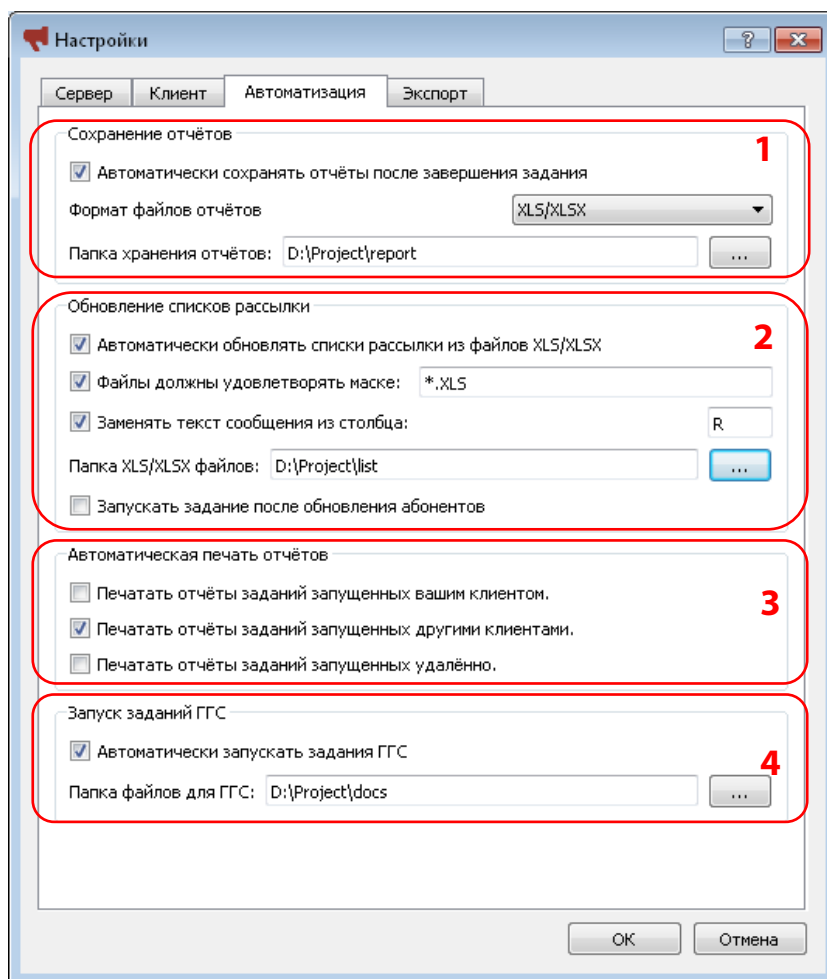 Настройки
Сервер Клиент Автоматизация Экспорт
Сохранение отчётов
1
Автоматически сохранять отчёты после завершения задания
Формат файлов отчётов XLS/XLSX
Папка хранения отчётов: D:\Project\report ...
Обновление списков рассылки
2
Автоматически обновлять списки рассылки из файлов XLS/XLSX
Файлы должны удовлетворять маске: *.XLS
Заменять текст сообщения из столбца: R
Папка XLS/XLSX файлов: D:\Project\list ...
Запускать задание после обновления абонентов
Автоматическая печать отчётов
Печатать отчёты заданий запущенных вашим клиентом.
3
Печатать отчёты заданий запущенных другими клиентами.
Печатать отчёты заданий запущенных удалённо.
Запуск заданий ГГС
Автоматически запускать задания ГГС
4
Папка файлов для ГГС: D:\Project\docs ...
OK Отмена